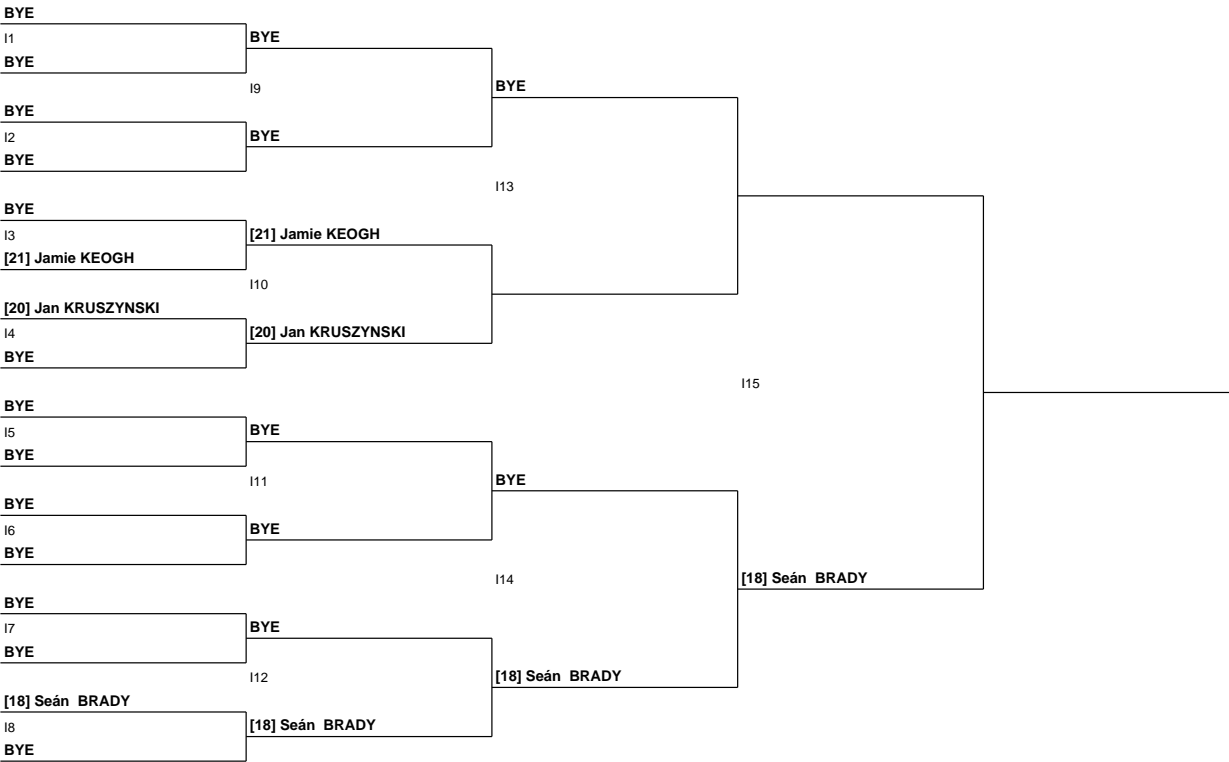 BYE
I1
BYE
BYE
I9
BYE
BYE
I2
BYE
BYE
I13
BYE
I3
[21] Jamie KEOGH
[21] Jamie KEOGH
I10
[20] Jan KRUSZYNSKI
I4
[20] Jan KRUSZYNSKI
BYE
I15
BYE
I5
BYE
BYE
I11
BYE
BYE
I6
BYE
BYE
I14
[18] Seán BRADY
BYE
I7
BYE
BYE
I12
[18] Seán BRADY
[18] Seán BRADY
I8
[18] Seán BRADY
BYE